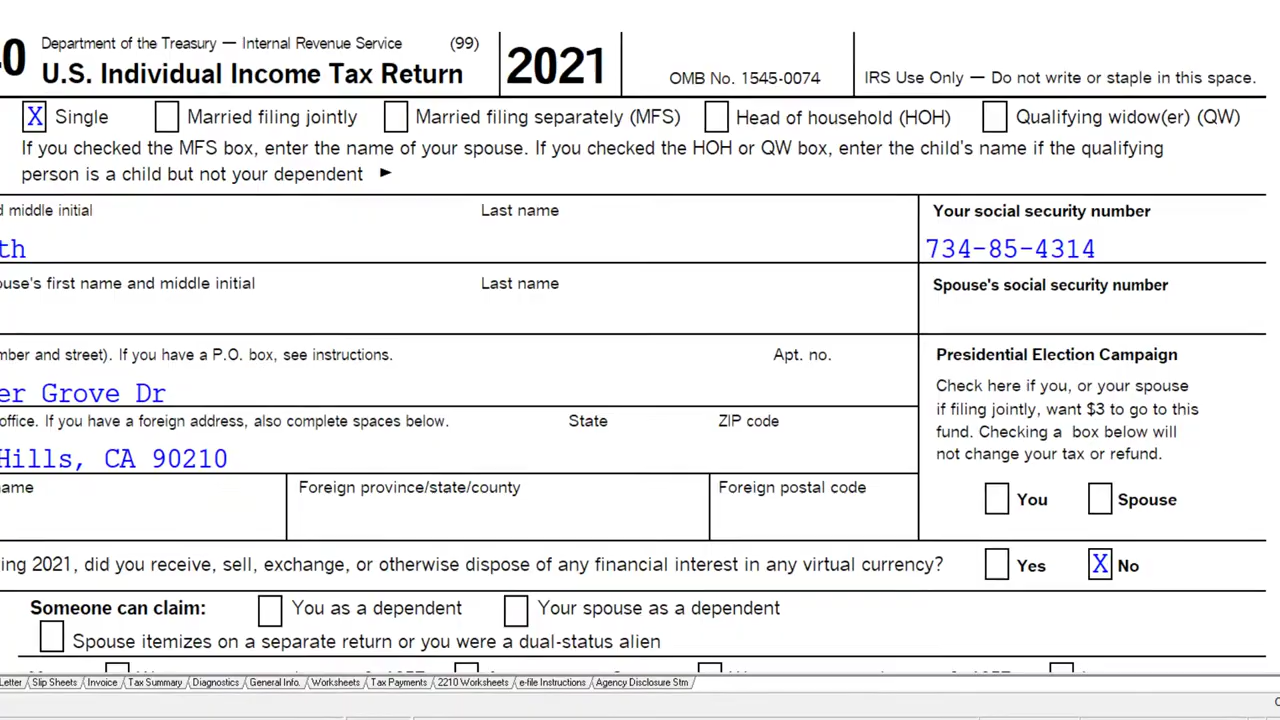 0 Department of the Treasury — Internal Revenue Service (99)
U.S. Individual Income Tax Return 2021 OMB No. 1545-0074 IRS Use Only — Do not write or staple in this space.
X Single Married filing jointly Married filing separately (MFS) Head of household (HOH) Qualifying widow(er) (QW)
If you checked the MFS box, enter the name of your spouse. If you checked the HOH or QW box, enter the child's name if the qualifying
person is a child but not your dependent ►
d middle initial Last name Your social security number
th 734-85-4314
ouse's first name and middle initial Last name Spouse's social security number
mber and street). If you have a P.O. box, see instructions. Apt. no. Presidential Election Campaign
er Grove Dr
Check here if you, or your spouse
if filing jointly, want $3 to go to this
fund. Checking a box below will
not change your tax or refund.
office. If you have a foreign address, also complete spaces below. State ZIP code
Hills, CA 90210
name Foreign province/state/county Foreign postal code
You Spouse
ing 2021, did you receive, sell, exchange, or otherwise dispose of any financial interest in any virtual currency? Yes X No
Someone can claim: You as a dependent Your spouse as a dependent
Spouse itemizes on a separate return or you were a dual-status alien
Letter Slip Sheets Invoice Tax Summary Diagnostics General Info. Worksheets Tax Payments 2210 Worksheets e-file Instructions Agency Disclosure Stm